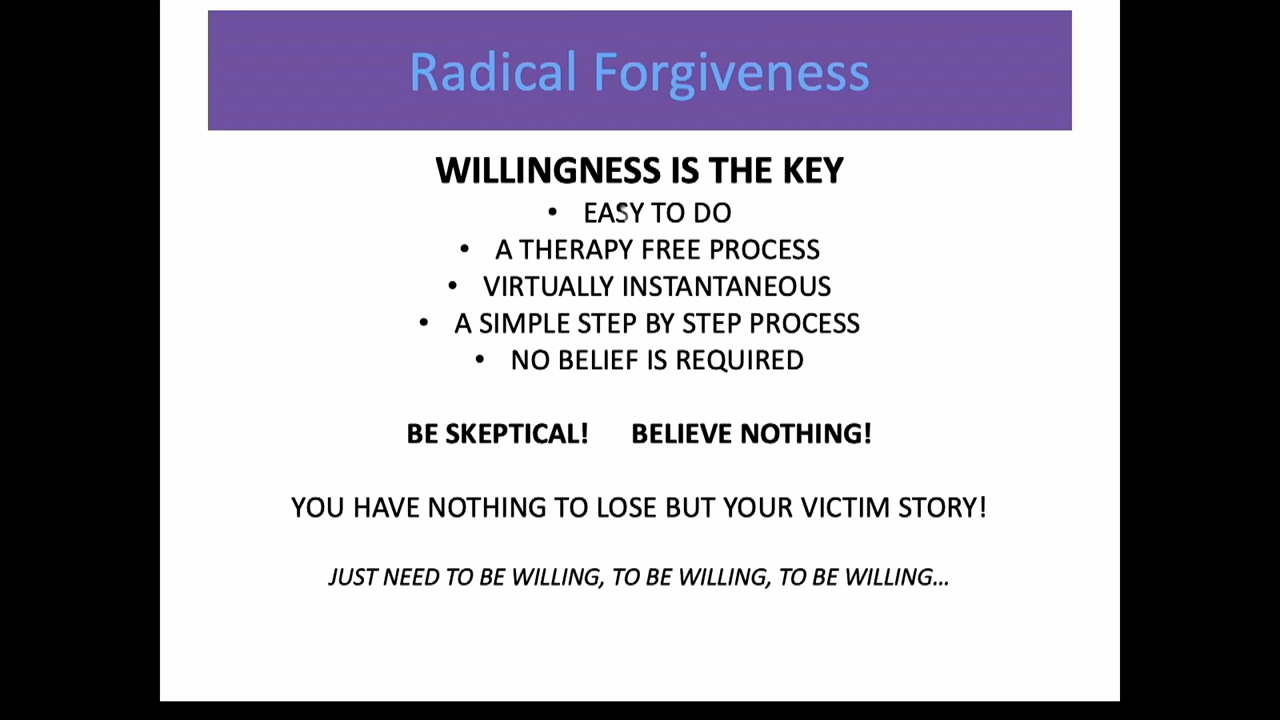 Radical Forgiveness
WILLINGNESS IS THE KEY
• EASY TO DO
• A THERAPY FREE PROCESS
• VIRTUALLY INSTANTANEOUS
• A SIMPLE STEP BY STEP PROCESS
• NO BELIEF IS REQUIRED
BE SKEPTICAL! BELIEVE NOTHING!
YOU HAVE NOTHING TO LOSE BUT YOUR VICTIM STORY!
JUST NEED TO BE WILLING, TO BE WILLING, TO BE WILLING...